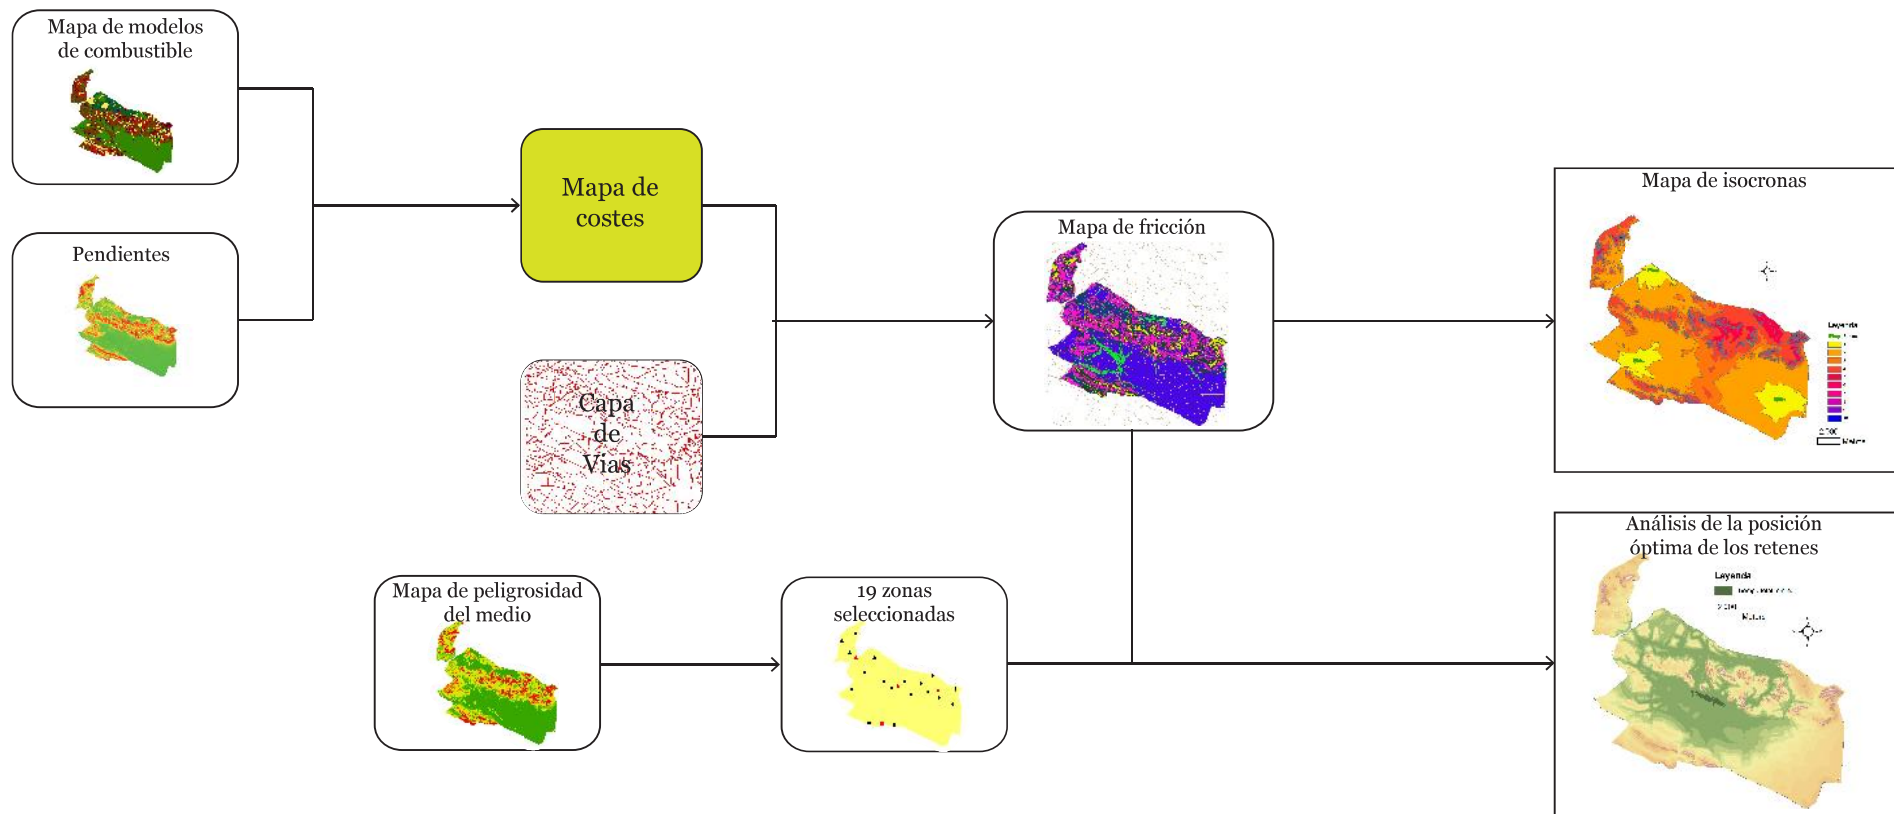 Mapa de modelos
de combustible
Pendientes
Mapa de
costes
Capa
de
Vias
Mapa de fricción
Mapa de isocronas
Leyenda
Mapa de peligrosidad
del medio
19 zonas
seleccionadas
Análisis de la posición
óptima de los retenes
Leyenda